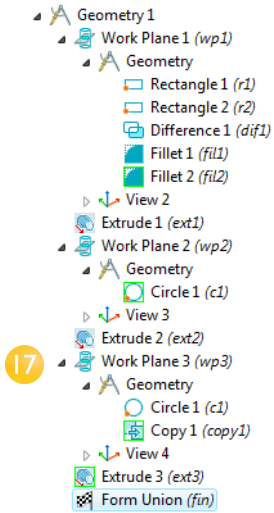 Geometry 1
Work Plane 1 (wp1)
Geometry
Rectangle 1 (r1)
Rectangle 2 (r2)
Difference 1 (dif1)
Fillet 1 (fil1)
Fillet 2 (fil2)
View 2
Extrude 1 (ext1)
Work Plane 2 (wp2)
Geometry
Circle 1 (c1)
View 3
Extrude 2 (ext2)
17 Work Plane 3 (wp3)
Geometry
Circle 1 (c1)
Copy 1 (copy1)
View 4
Extrude 3 (ext3)
Form Union (fin)